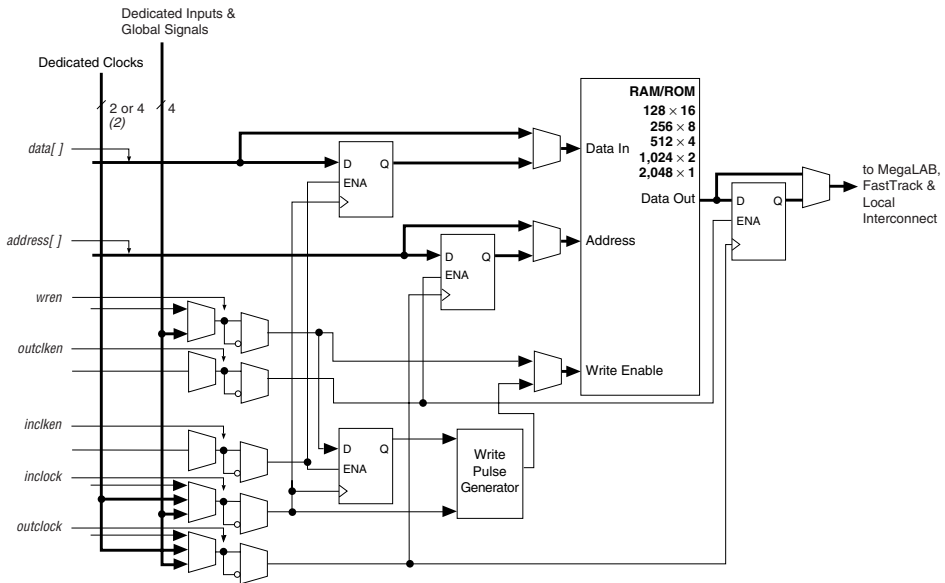 Dedicated Inputs &
Global Signals
Dedicated Clocks
2 or 4
(2)
4
RAM/ROM
128 × 16
256 × 8
512 × 4
1,024 × 2
2,048 × 1
data[ ]
D Q
ENA
Data In
Data Out
to MegaLAB,
FastTrack &
Local
Interconnect
D Q
ENA
address[ ]
D Q
ENA
Address
wren
outclken
Write Enable
inclken
D Q
ENA
Write
Pulse
Generator
inclock
outclock